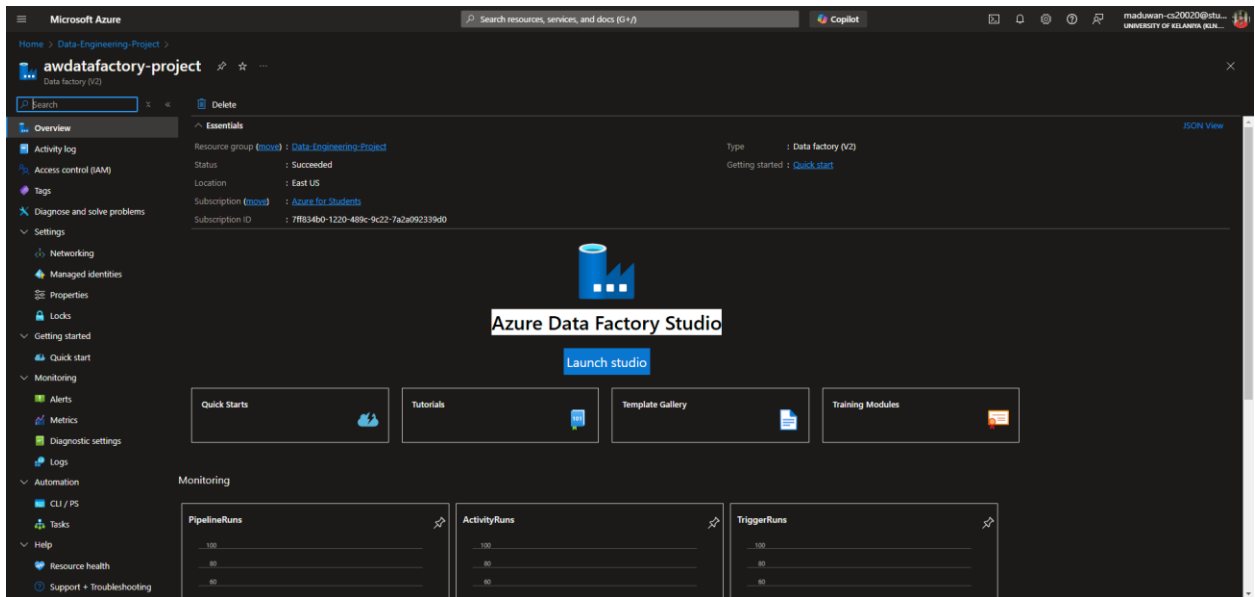 Microsoft Azure
Search resources, services, and docs (G+/)
Copilot
maduwan-cs20020@stu...
UNIVERSITY OF KELANIYA (KLN....
Home > Data-Engineering-Project >
awdatafactory-project
Data factory (V2)
Search
Delete
Overview
Activity log
Access control (IAM)
Tags
Diagnose and solve problems
Settings
Networking
Managed identities
Properties
Locks
Getting started
Quick start
Monitoring
Alerts
Metrics
Diagnostic settings
Logs
Automation
CLI / PS
Tasks
Help
Resource health
Support + Troubleshooting
Essentials
JSON View
Resource group (move) : Data-Engineering-Project
Status : Succeeded
Location : East US
Subscription (move) : Azure for Students
Subscription ID : 7ff834b0-1220-489c-9c22-7a2a092339d0
Type : Data factory (V2)
Getting started : Quick start
Azure Data Factory Studio
Launch studio
Quick Starts
Tutorials
Template Gallery
Training Modules
Monitoring
PipelineRuns
100
80
60
ActivityRuns
100
80
60
TriggerRuns
100
80
60